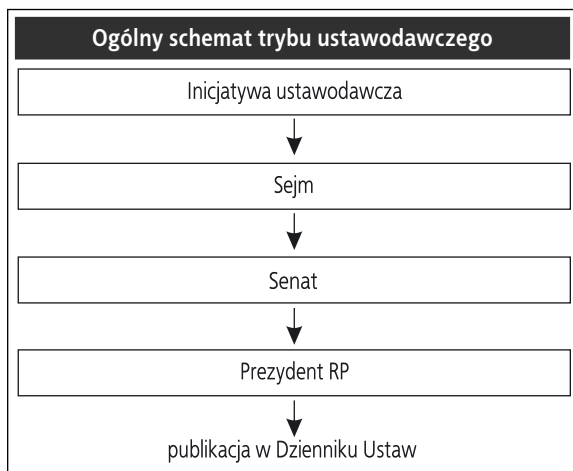 Ogólny schemat trybu ustawodawczego
Inicjatywa ustawodawcza
Sejm
Senat
Prezydent RP
publikacja w Dzienniku Ustaw